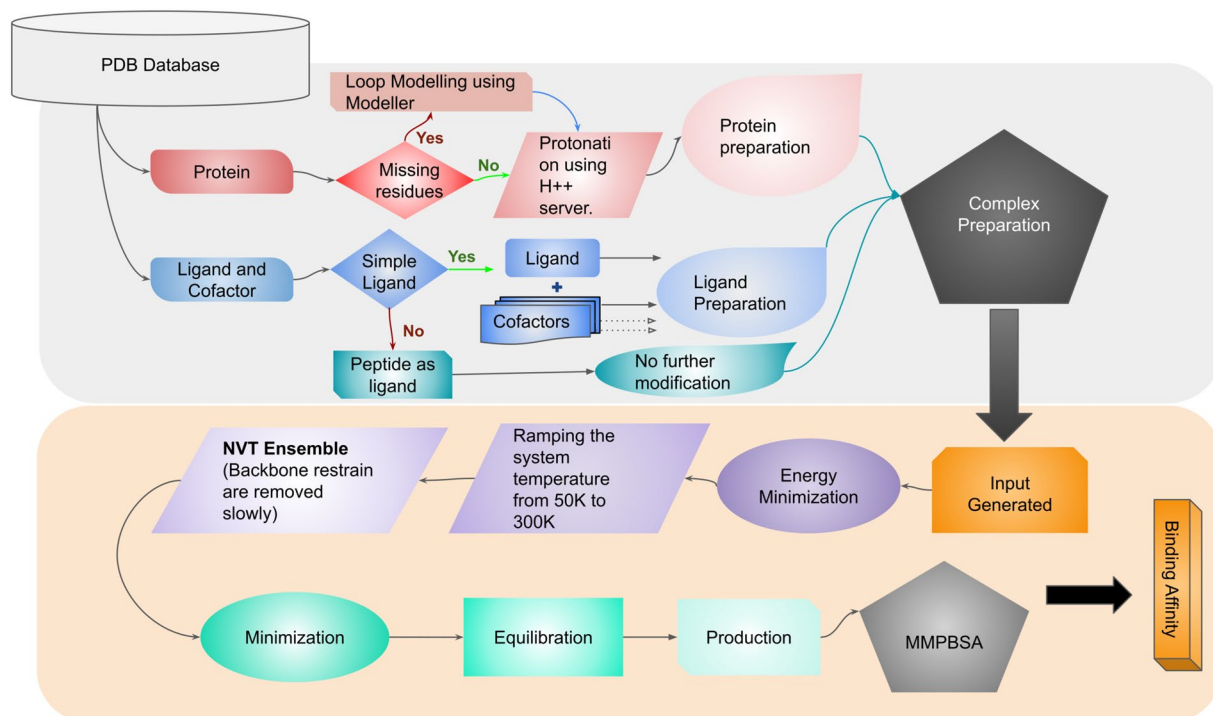 PDB Database
Loop Modelling using
Modeller
Yes
Protein
Missing
residues
No
Protonati
on using
H++
server.
Protein
preparation
Complex
Preparation
Ligand and
Cofactor
Simple
Ligand
Yes
Ligand
+
Cofactors
Ligand
Preparation
No
Peptide as
ligand
No further
modification
NVT Ensemble
(Backbone restrain
are removed
slowly)
Ramping the
system
temperature
from 50K to
300K
Energy
Minimization
Input
Generated
Binding Affinity
Minimization
Equilibration
Production
MMPBSA